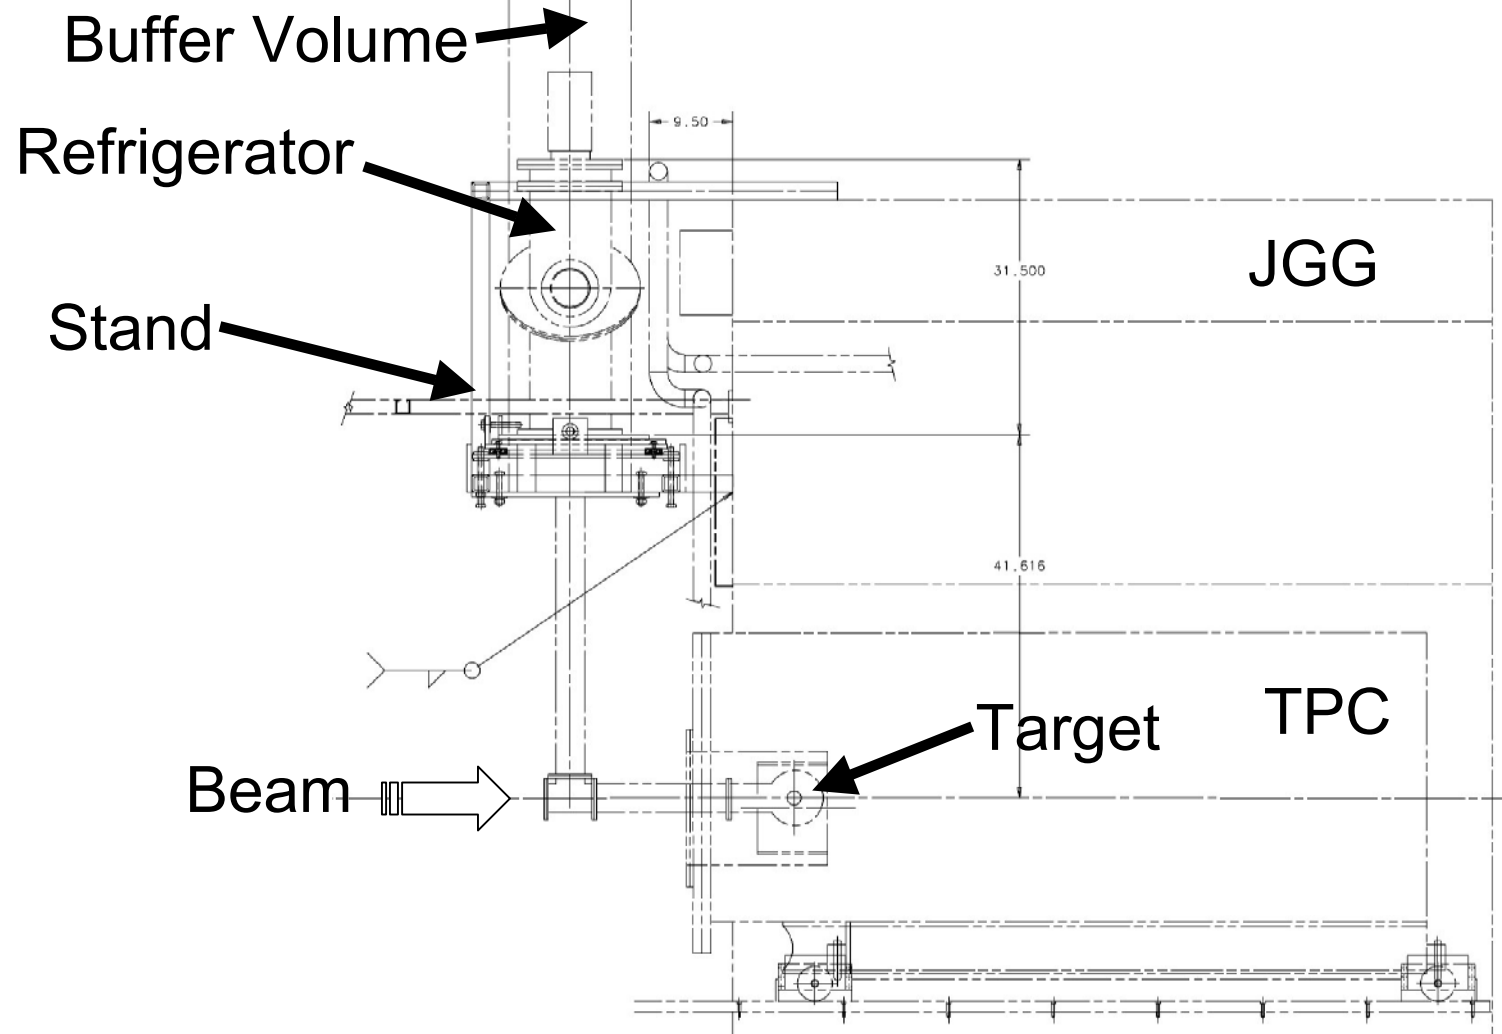 Buffer Volume
9.50
Refrigerator
31.500
JGG
Stand
41.616
Target
TPC
Beam